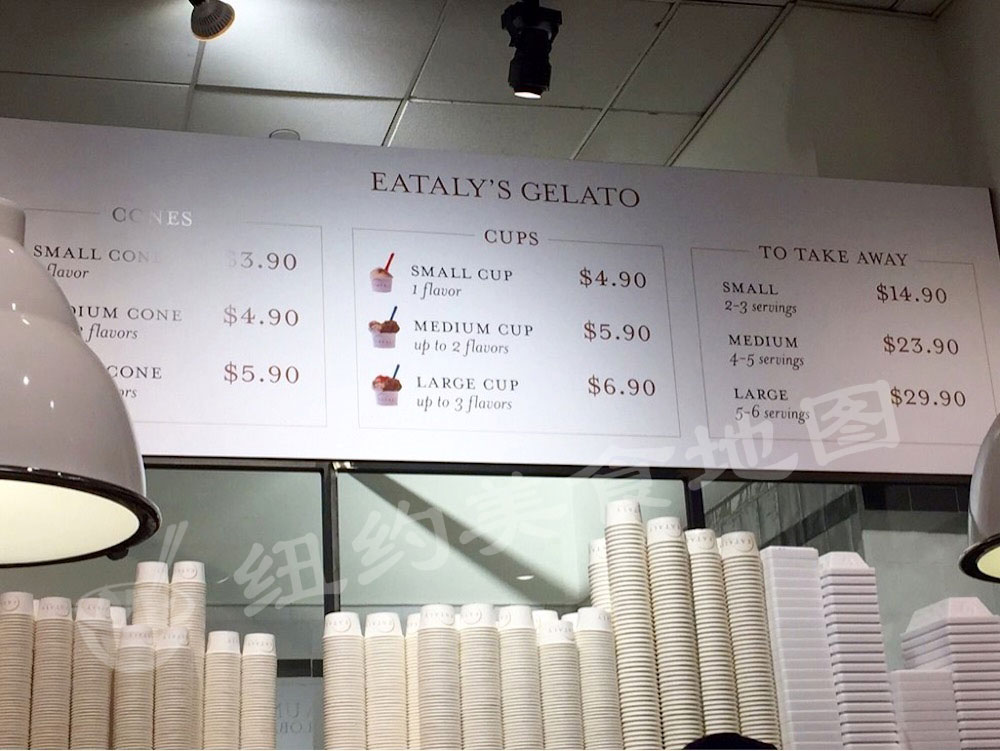 EATALY'S GELATO
CONES
SMALL CONE $3.90
flavor
MEDIUM CONE $4.90
flavors
CONE $5.90
CUPS
SMALL CUP $4.90
1 flavor
MEDIUM CUP $5.90
up to 2 flavors
LARGE CUP $6.90
up to 3 flavors
TO TAKE AWAY
SMALL $14.90
2-3 servings
MEDIUM $23.90
4-5 servings
LARGE $29.90
5-6 servings
纽约美食地图